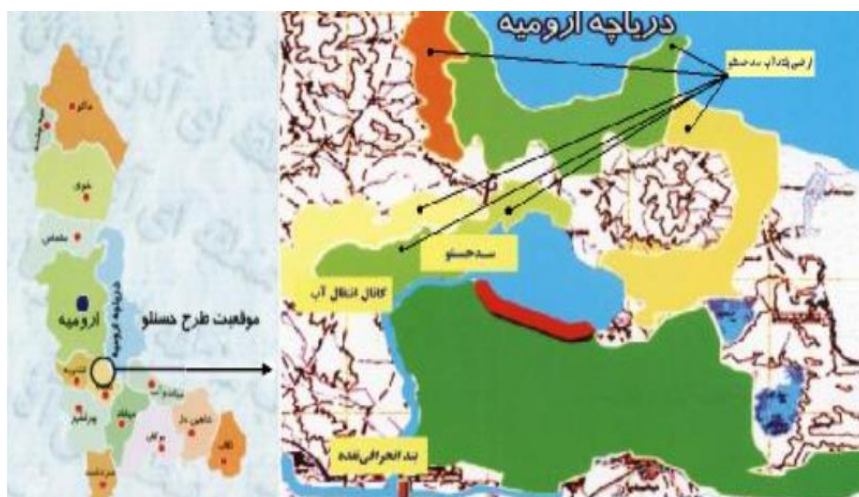 دریاچه ارومیه
اراضی پایاب سد حسنلو
سد حسنلو
کانال انتقال آب
بند انحرافی نقده
موقعیت طرح حسنلو
دریاچه ارومیه
ماکو
خوی
سلماس
ارومیه
نقده
میاندوآب
پیرانشهر
مهاباد
بوکان
شاهین دژ
تکاب
سردشت